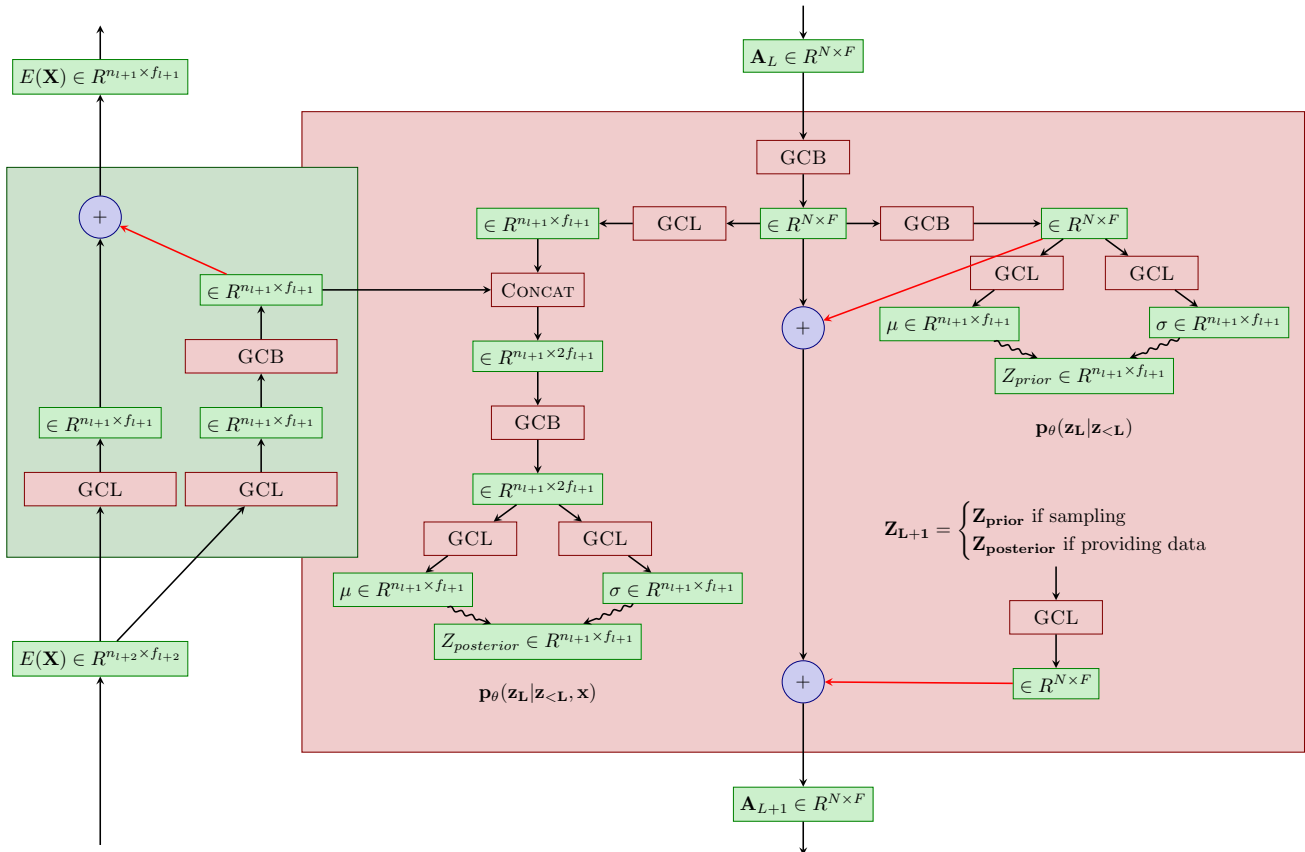 E(X) ∈ R^{n_{l+1}×f_{l+1}}
A_L ∈ R^{N×F}
GCB
+
∈ R^{n_{l+1}×f_{l+1}}
GCL
∈ R^{N×F}
GCB
∈ R^{N×F}
∈ R^{n_{l+1}×f_{l+1}}
CONCAT
GCL
GCL
+
μ ∈ R^{n_{l+1}×f_{l+1}}
σ ∈ R^{n_{l+1}×f_{l+1}}
GCB
∈ R^{n_{l+1}×2f_{l+1}}
Z_{prior} ∈ R^{n_{l+1}×f_{l+1}}
∈ R^{n_{l+1}×f_{l+1}}
∈ R^{n_{l+1}×f_{l+1}}
GCB
p_θ(z_L|z_{<L})
GCL
GCL
∈ R^{n_{l+1}×2f_{l+1}}
GCL
GCL
Z_{L+1} = { Z_{prior} if sampling
Z_{posterior} if providing data
μ ∈ R^{n_{l+1}×f_{l+1}}
σ ∈ R^{n_{l+1}×f_{l+1}}
GCL
E(X) ∈ R^{n_{l+2}×f_{l+2}}
Z_{posterior} ∈ R^{n_{l+1}×f_{l+1}}
+
∈ R^{N×F}
p_θ(z_L|z_{<L}, x)
A_{L+1} ∈ R^{N×F}